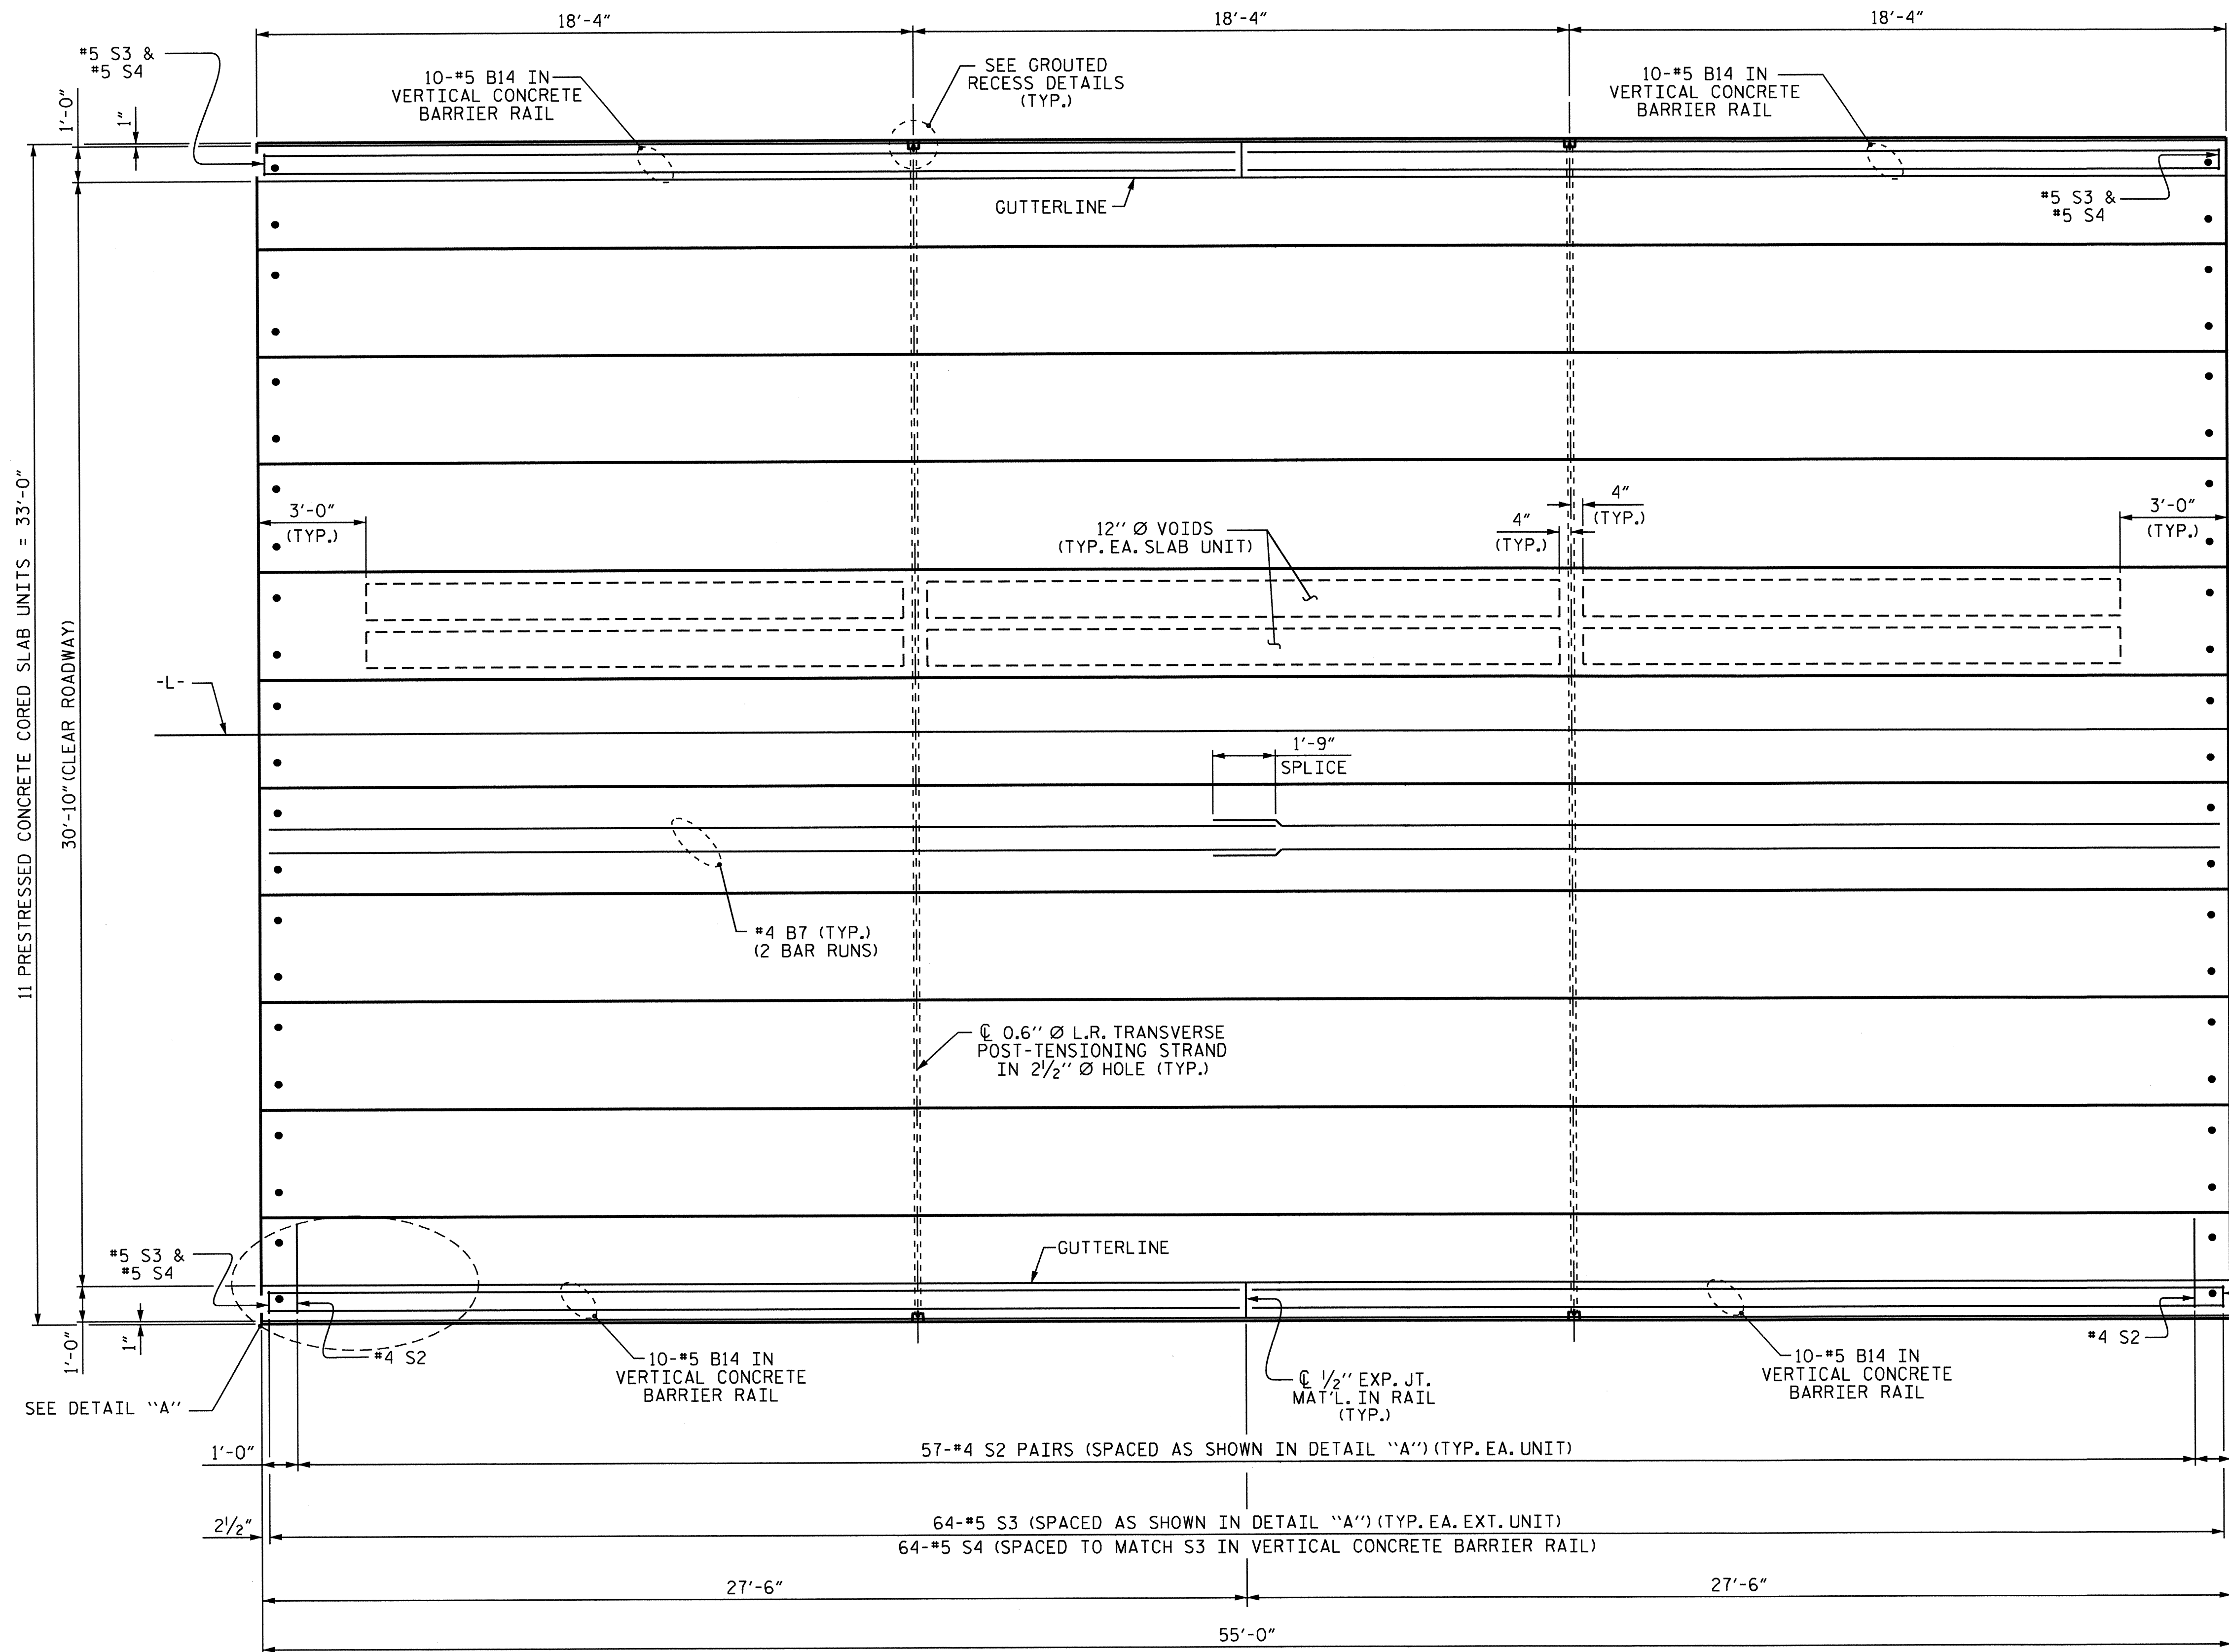 18'-4"
18'-4"
18'-4"
#5 S3 &
#5 S4
10-#5 B14 IN
VERTICAL CONCRETE
BARRIER RAIL
SEE GROUTED
RECESS DETAILS
(TYP.)
10-#5 B14 IN
VERTICAL CONCRETE
BARRIER RAIL
1'-0"
1"
GUTTERLINE
#5 S3 &
#5 S4
11 PRESTRESSED CONCRETE CORED SLAB UNITS = 33'-0"
30'-10" (CLEAR ROADWAY)
3'-0"
(TYP.)
12'' Ø VOIDS
(TYP. EA. SLAB UNIT)
4"
(TYP.)
4"
(TYP.)
3'-0"
(TYP.)
-L-
1'-9"
SPLICE
#4 B7 (TYP.)
(2 BAR RUNS)
℄ 0.6'' Ø L.R. TRANSVERSE
POST-TENSIONING STRAND
IN 2½'' Ø HOLE (TYP.)
#5 S3 &
#5 S4
GUTTERLINE
1'-0"
1"
#4 S2
10-#5 B14 IN
VERTICAL CONCRETE
BARRIER RAIL
℄ ½'' EXP. JT.
MAT'L. IN RAIL
(TYP.)
10-#5 B14 IN
VERTICAL CONCRETE
BARRIER RAIL
#4 S2
SEE DETAIL ``A''
1'-0"
57-#4 S2 PAIRS (SPACED AS SHOWN IN DETAIL ``A'') (TYP. EA. UNIT)
2½"
64-#5 S3 (SPACED AS SHOWN IN DETAIL ``A'') (TYP. EA. EXT. UNIT)
64-#5 S4 (SPACED TO MATCH S3 IN VERTICAL CONCRETE BARRIER RAIL)
27'-6"
27'-6"
55'-0"